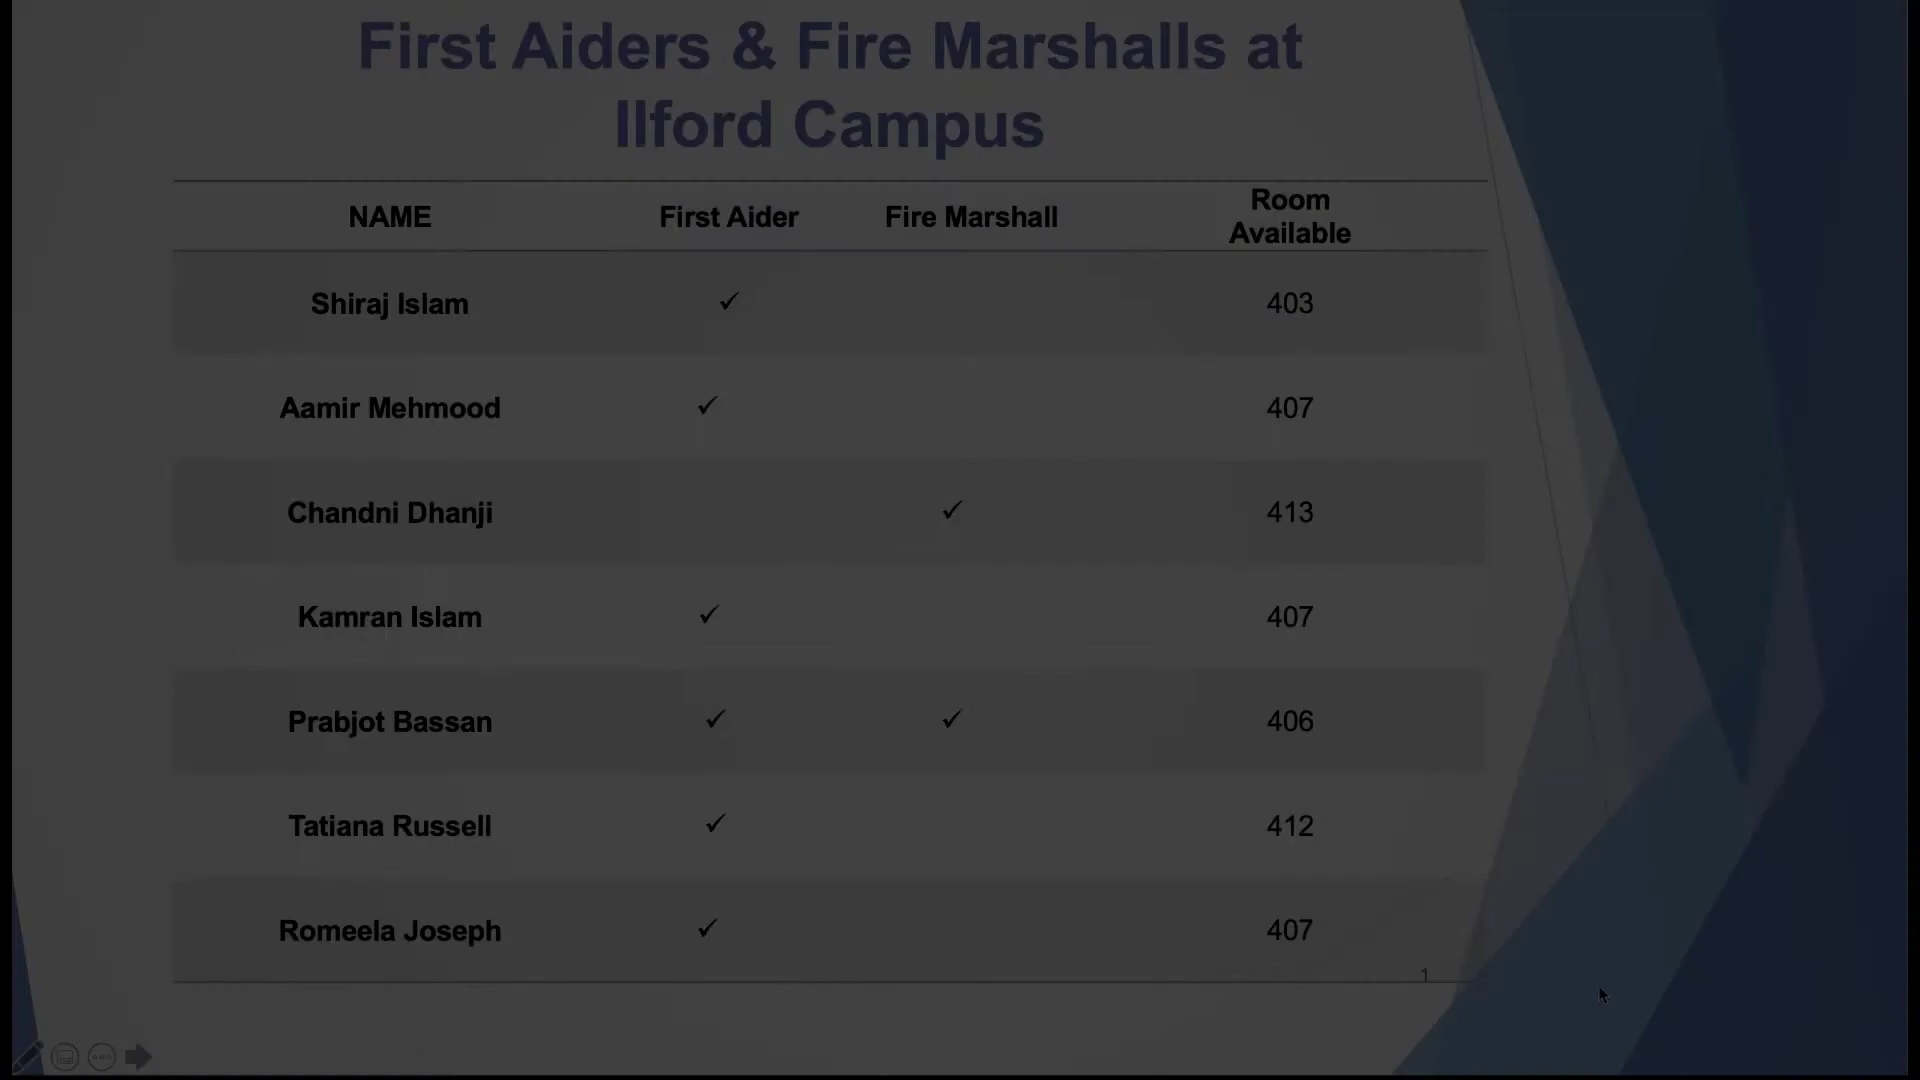 First Aiders & Fire Marshalls at
Ilford Campus
NAME First Aider Fire Marshall Room Available
Shiraj Islam ✓ 403
Aamir Mehmood ✓ 407
Chandni Dhanji ✓ 413
Kamran Islam ✓ 407
Prabjot Bassan ✓ ✓ 406
Tatiana Russell ✓ 412
Romeela Joseph ✓ 407
1